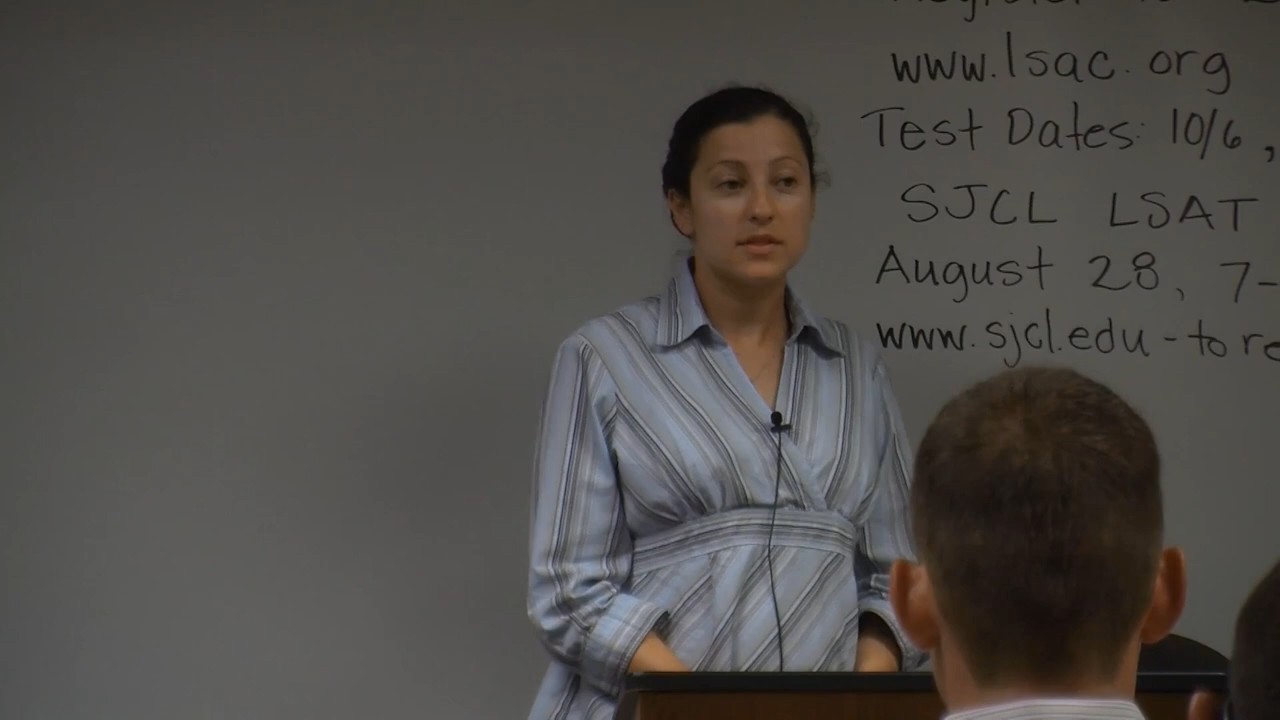 www.lsac.org
Test Dates: 10/6,
SJCL LSAT
August 28, 7-
www.sjcl.edu - to re